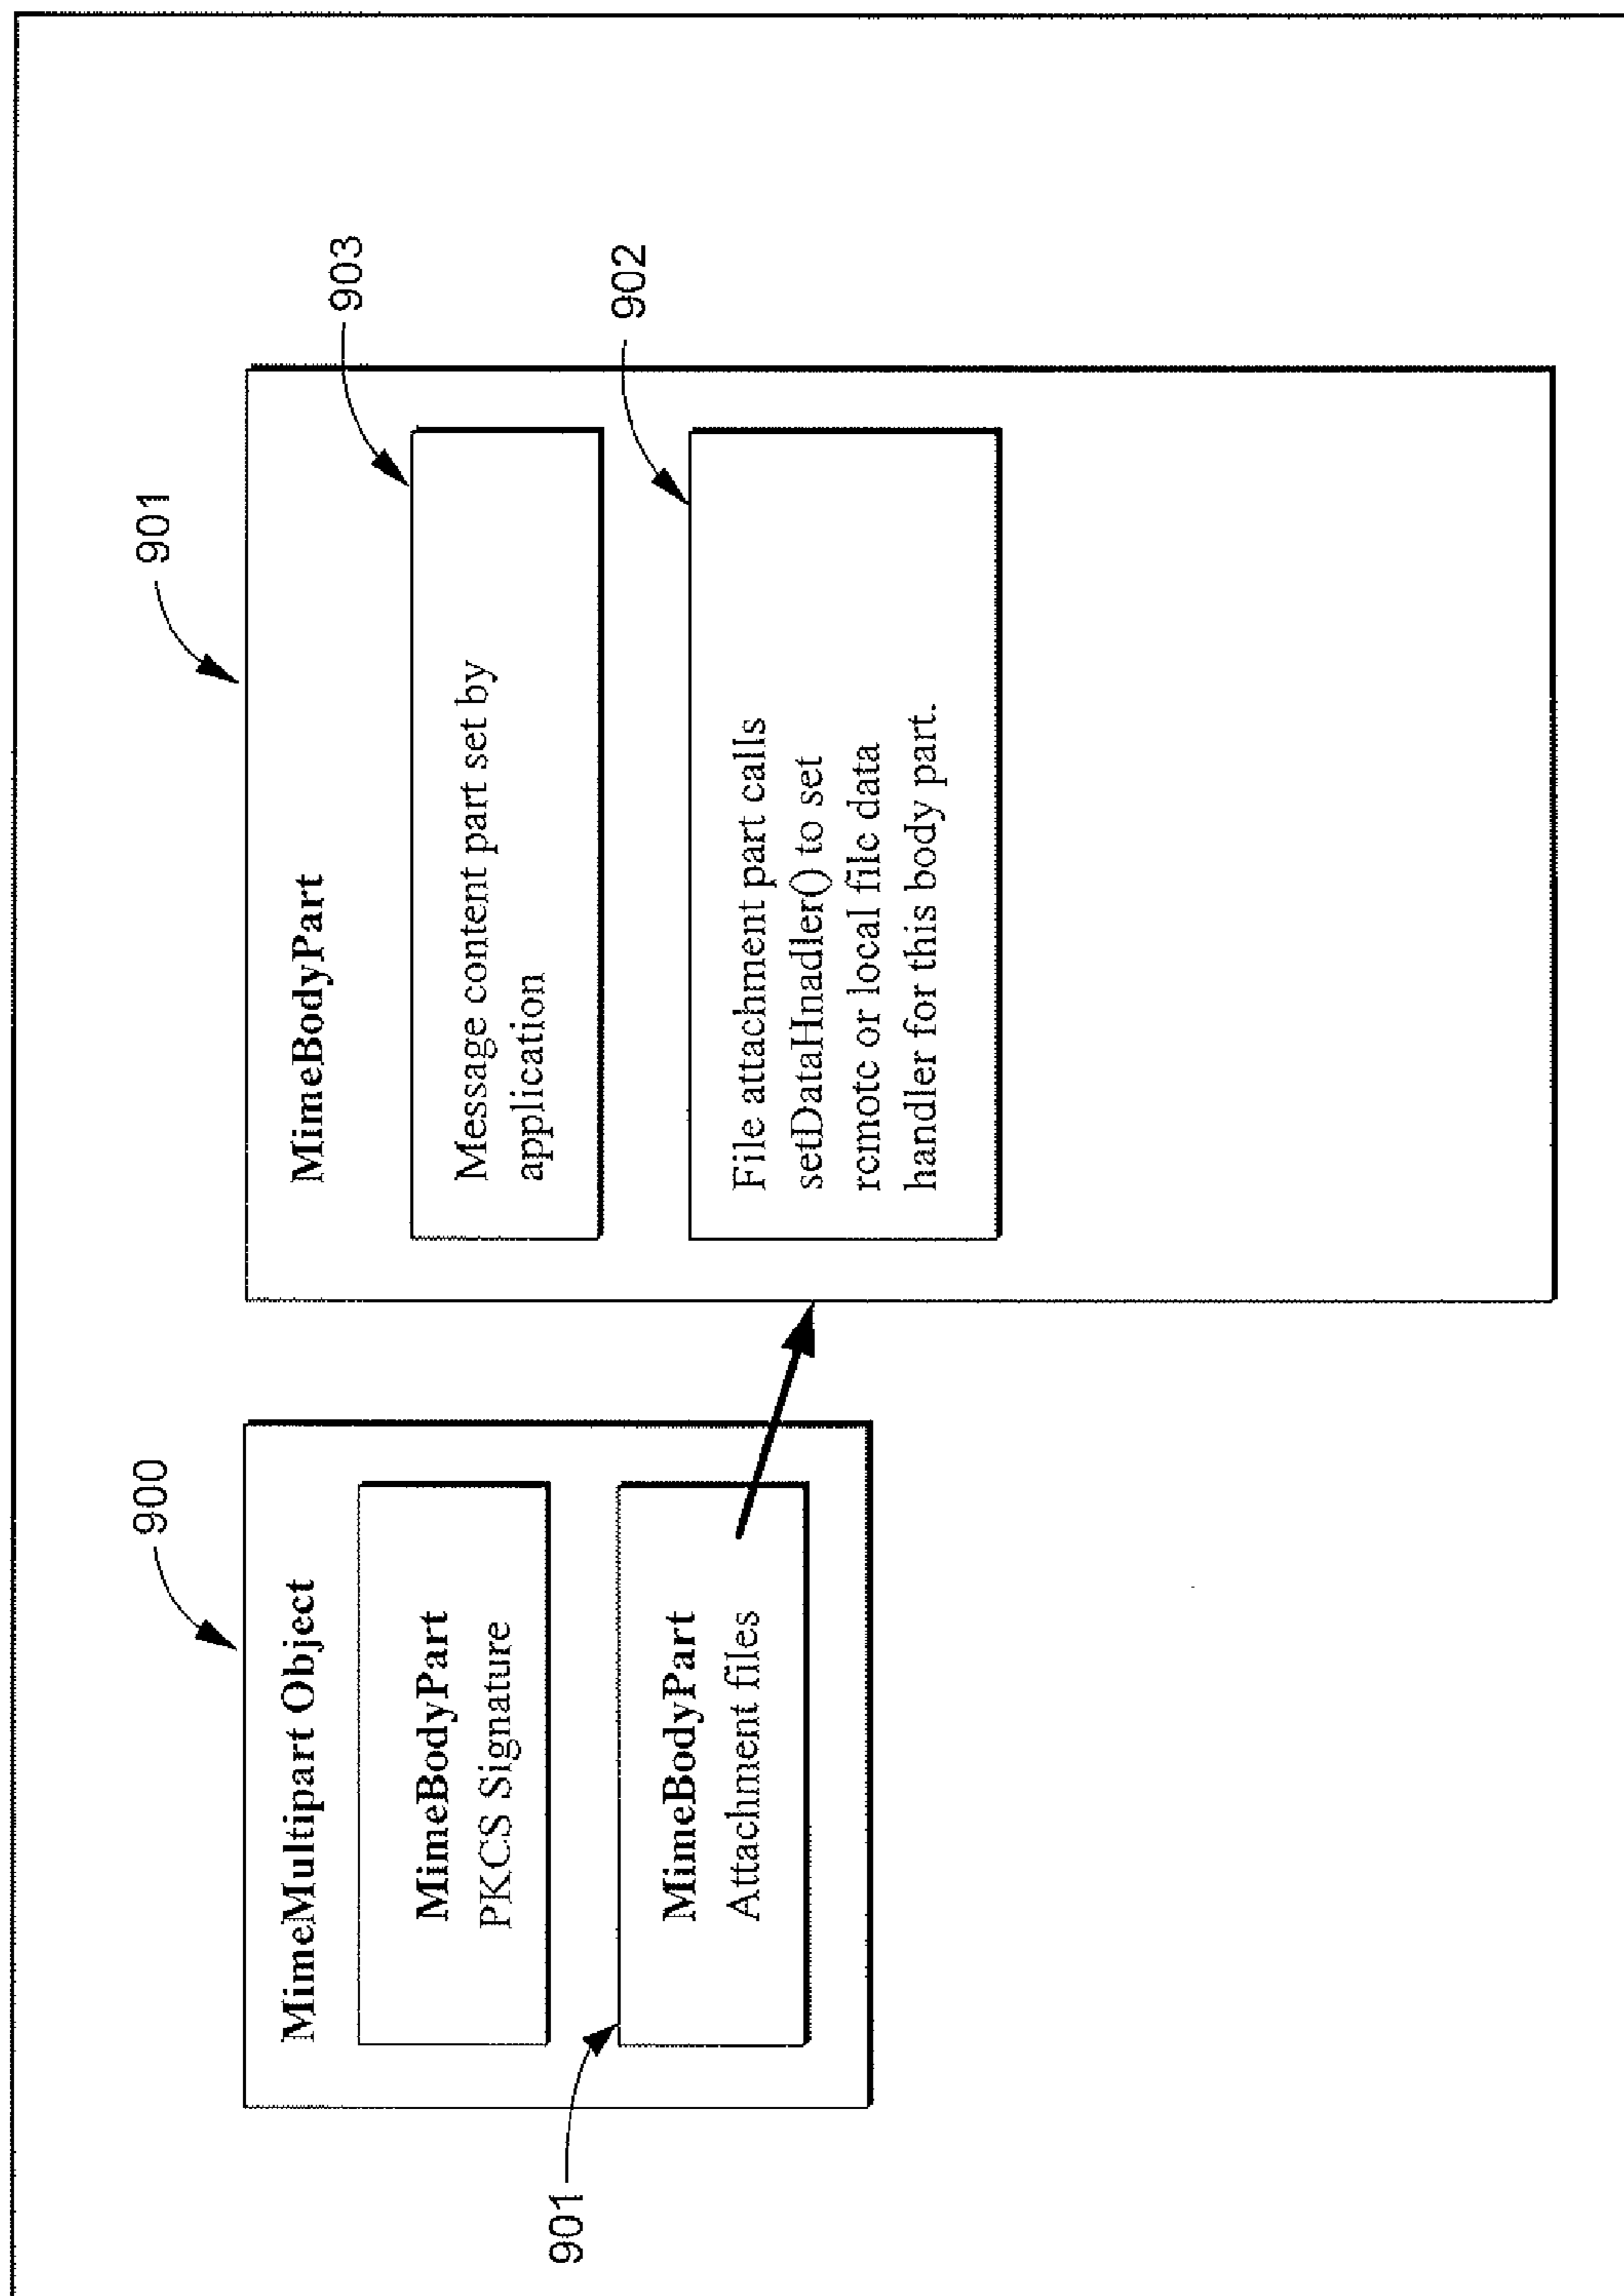 900
MimeMultipart Object
MimeBodyPart
PKCS Signature
901
MimeBodyPart
Attachment files
901
MimeBodyPart
903
Message content part set by
application
902
File attachment part calls
setDataHnadler() to set
remote or local file data
handler for this body part.